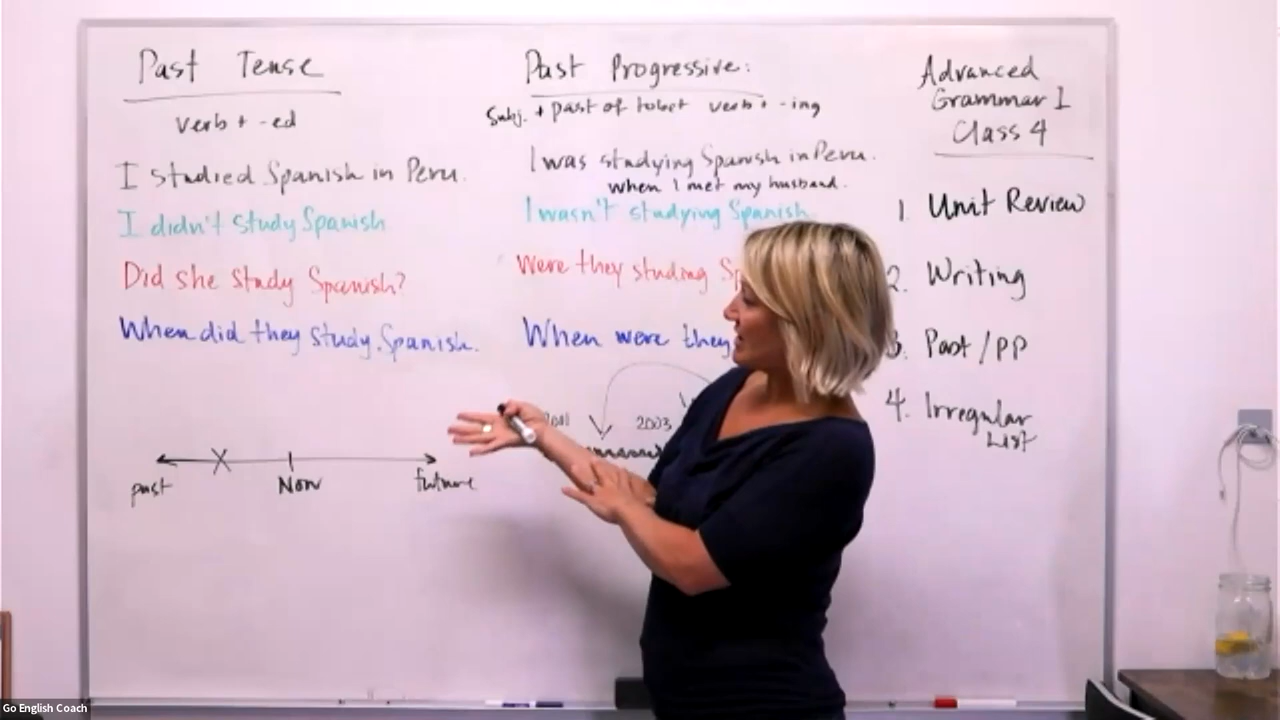 Past Tense
verb + -ed
I studied Spanish in Peru.
I didn't study Spanish
Did she study Spanish?
When did they study Spanish.
past
Now
future
Past Progressive:
Subj. + past of tobe+ verb + -ing
I was studying Spanish in Peru.
when I met my husband.
I wasn't studying Spanish
Were they studing Sp
When were they
2001
2003
Advanced
Grammar 1
Class 4
1. Unit Review
2. Writing
3. Past/PP
4. Irregular
List
Go English Coach